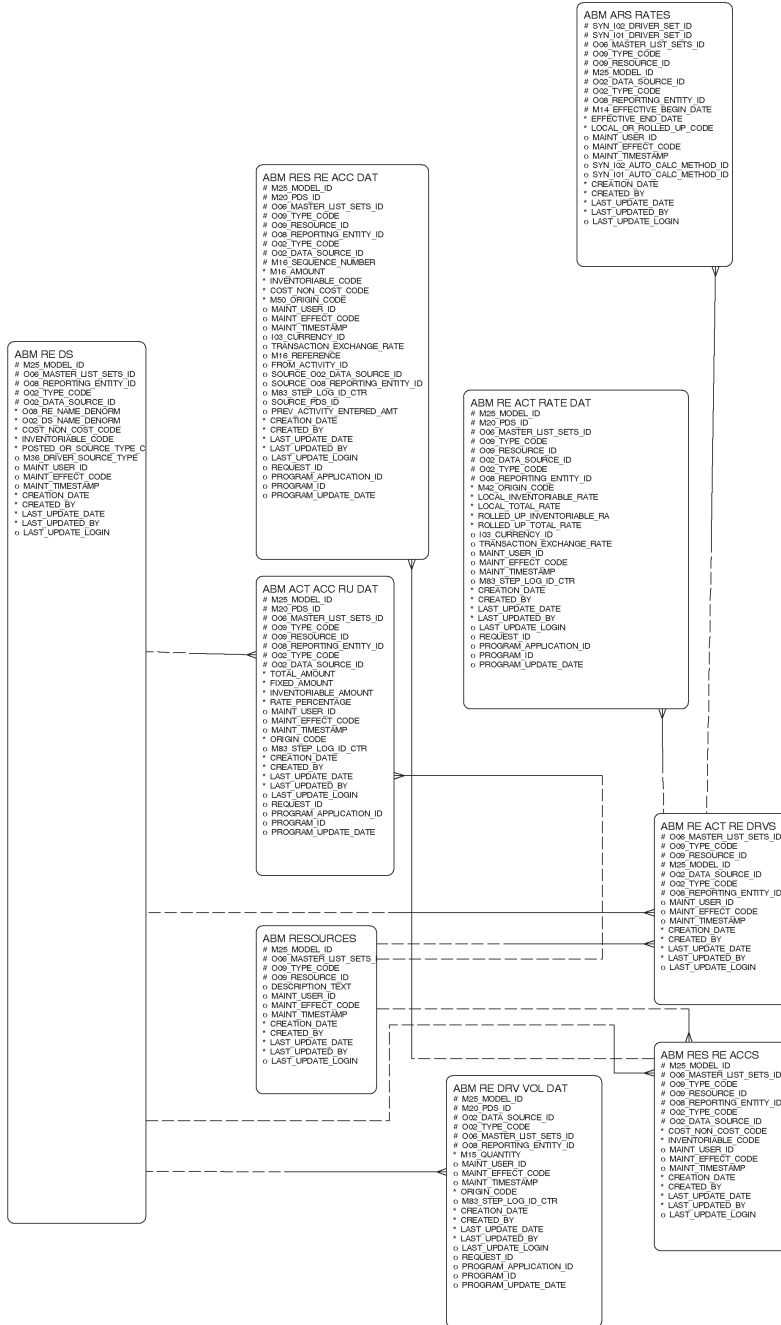 ABM ARS RATES
# SYN_I02_DRIVER_SET_ID
# SYN_I01_DRIVER_SET_ID
# O06_MASTER_LIST_SETS_ID
# O09_TYPE_CODE
# O09_RESOURCE_ID
# M25_MODEL_ID
# O02_DATA_SOURCE_ID
# O02_TYPE_CODE
# O08_REPORTING_ENTITY_ID
# M14_EFFECTIVE_BEGIN_DATE
* EFFECTIVE_END_DATE
* LOCAL_OR_ROLLED_UP_CODE
o MAINT_USER_ID
o MAINT_EFFECT_CODE
o MAINT_TIMESTAMP
o SYN_I02_AUTO_CALC_METHOD_ID
o SYN_I01_AUTO_CALC_METHOD_ID
* CREATION_DATE
* CREATED_BY
* LAST_UPDATE_DATE
* LAST_UPDATED_BY
o LAST_UPDATE_LOGIN
ABM RES RE ACC DAT
# M25_MODEL_ID
# M20_PDS_ID
# O06_MASTER_LIST_SETS_ID
# O09_TYPE_CODE
# O09_RESOURCE_ID
# O08_REPORTING_ENTITY_ID
# O02_TYPE_CODE
# O02_DATA_SOURCE_ID
# M16_SEQUENCE_NUMBER
* M16_AMOUNT
* INVENTORIABLE_CODE
* COST_NON_COST_CODE
* M50_ORIGIN_CODE
o MAINT_USER_ID
o MAINT_EFFECT_CODE
o MAINT_TIMESTAMP
o I03_CURRENCY_ID
o TRANSACTION_EXCHANGE_RATE
o M16_REFERENCE
o FROM_ACTIVITY_ID
o SOURCE_O02_DATA_SOURCE_ID
o SOURCE_O08_REPORTING_ENTITY_ID
o M83_STEP_LOG_ID_CTR
o SOURCE_PDS_ID
o PREV_ACTIVITY_ENTERED_AMT
* CREATION_DATE
* CREATED_BY
* LAST_UPDATE_DATE
* LAST_UPDATED_BY
o LAST_UPDATE_LOGIN
o REQUEST_ID
o PROGRAM_APPLICATION_ID
o PROGRAM_ID
o PROGRAM_UPDATE_DATE
ABM RE DS
# M25_MODEL_ID
# O06_MASTER_LIST_SETS_ID
# O08_REPORTING_ENTITY_ID
# O02_TYPE_CODE
# O02_DATA_SOURCE_ID
* O08_RE_NAME_DENORM
* O02_DS_NAME_DENORM
* COST_NON_COST_CODE
* INVENTORIABLE_CODE
* POSTED_OR_SOURCE_TYPE_C
o M36_DRIVER_SOURCE_TYPE
o MAINT_USER_ID
o MAINT_EFFECT_CODE
o MAINT_TIMESTAMP
* CREATION_DATE
* CREATED_BY
* LAST_UPDATE_DATE
* LAST_UPDATED_BY
o LAST_UPDATE_LOGIN
ABM RE ACT RATE DAT
# M25_MODEL_ID
# M20_PDS_ID
# O06_MASTER_LIST_SETS_ID
# O09_TYPE_CODE
# O09_RESOURCE_ID
# O02_DATA_SOURCE_ID
# O02_TYPE_CODE
# O08_REPORTING_ENTITY_ID
* M42_ORIGIN_CODE
* LOCAL_INVENTORIABLE_RATE
* LOCAL_TOTAL_RATE
* ROLLED_UP_INVENTORIABLE_RA
* ROLLED_UP_TOTAL_RATE
o I03_CURRENCY_ID
o TRANSACTION_EXCHANGE_RATE
o MAINT_USER_ID
o MAINT_EFFECT_CODE
o MAINT_TIMESTAMP
o M83_STEP_LOG_ID_CTR
* CREATION_DATE
* CREATED_BY
* LAST_UPDATE_DATE
* LAST_UPDATED_BY
o LAST_UPDATE_LOGIN
o REQUEST_ID
o PROGRAM_APPLICATION_ID
o PROGRAM_ID
o PROGRAM_UPDATE_DATE
ABM ACT ACC RU DAT
# M25_MODEL_ID
# M20_PDS_ID
# O06_MASTER_LIST_SETS_ID
# O09_TYPE_CODE
# O09_RESOURCE_ID
# O08_REPORTING_ENTITY_ID
# O02_TYPE_CODE
# O02_DATA_SOURCE_ID
* TOTAL_AMOUNT
* FIXED_AMOUNT
* INVENTORIABLE_AMOUNT
* RATE_PERCENTAGE
o MAINT_USER_ID
o MAINT_EFFECT_CODE
o MAINT_TIMESTAMP
* ORIGIN_CODE
o M83_STEP_LOG_ID_CTR
* CREATION_DATE
* CREATED_BY
* LAST_UPDATE_DATE
* LAST_UPDATED_BY
o LAST_UPDATE_LOGIN
o REQUEST_ID
o PROGRAM_APPLICATION_ID
o PROGRAM_ID
o PROGRAM_UPDATE_DATE
ABM RE ACT RE DRVS
# O06_MASTER_LIST_SETS_ID
# O09_TYPE_CODE
# O09_RESOURCE_ID
# M25_MODEL_ID
# O02_DATA_SOURCE_ID
# O02_TYPE_CODE
# O08_REPORTING_ENTITY_ID
o MAINT_USER_ID
o MAINT_EFFECT_CODE
o MAINT_TIMESTAMP
* CREATION_DATE
* CREATED_BY
* LAST_UPDATE_DATE
* LAST_UPDATED_BY
o LAST_UPDATE_LOGIN
ABM RESOURCES
# M25_MODEL_ID
# O06_MASTER_LIST_SETS_I
# O09_TYPE_CODE
# O09_RESOURCE_ID
o DESCRIPTION_TEXT
o MAINT_USER_ID
o MAINT_EFFECT_CODE
o MAINT_TIMESTAMP
* CREATION_DATE
* CREATED_BY
* LAST_UPDATE_DATE
* LAST_UPDATED_BY
o LAST_UPDATE_LOGIN
ABM RES RE ACCS
# M25_MODEL_ID
# O06_MASTER_LIST_SETS_ID
# O09_TYPE_CODE
# O09_RESOURCE_ID
# O08_REPORTING_ENTITY_ID
# O02_TYPE_CODE
# O02_DATA_SOURCE_ID
* COST_NON_COST_CODE
* INVENTORIABLE_CODE
o MAINT_USER_ID
o MAINT_EFFECT_CODE
o MAINT_TIMESTAMP
* CREATION_DATE
* CREATED_BY
* LAST_UPDATE_DATE
* LAST_UPDATED_BY
o LAST_UPDATE_LOGIN
ABM RE DRV VOL DAT
# M25_MODEL_ID
# M20_PDS_ID
# O02_DATA_SOURCE_ID
# O02_TYPE_CODE
# O06_MASTER_LIST_SETS_ID
# O08_REPORTING_ENTITY_ID
* M15_QUANTITY
o MAINT_USER_ID
o MAINT_EFFECT_CODE
o MAINT_TIMESTAMP
* ORIGIN_CODE
o M83_STEP_LOG_ID_CTR
* CREATION_DATE
* CREATED_BY
* LAST_UPDATE_DATE
* LAST_UPDATED_BY
o LAST_UPDATE_LOGIN
o REQUEST_ID
o PROGRAM_APPLICATION_ID
o PROGRAM_ID
o PROGRAM_UPDATE_DATE